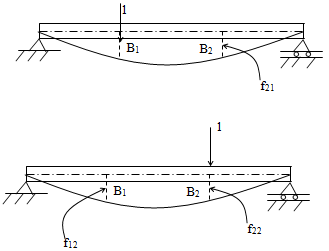 1
B₁ B₂
f₂₁
1
B₁ B₂
f₁₂ f₂₂